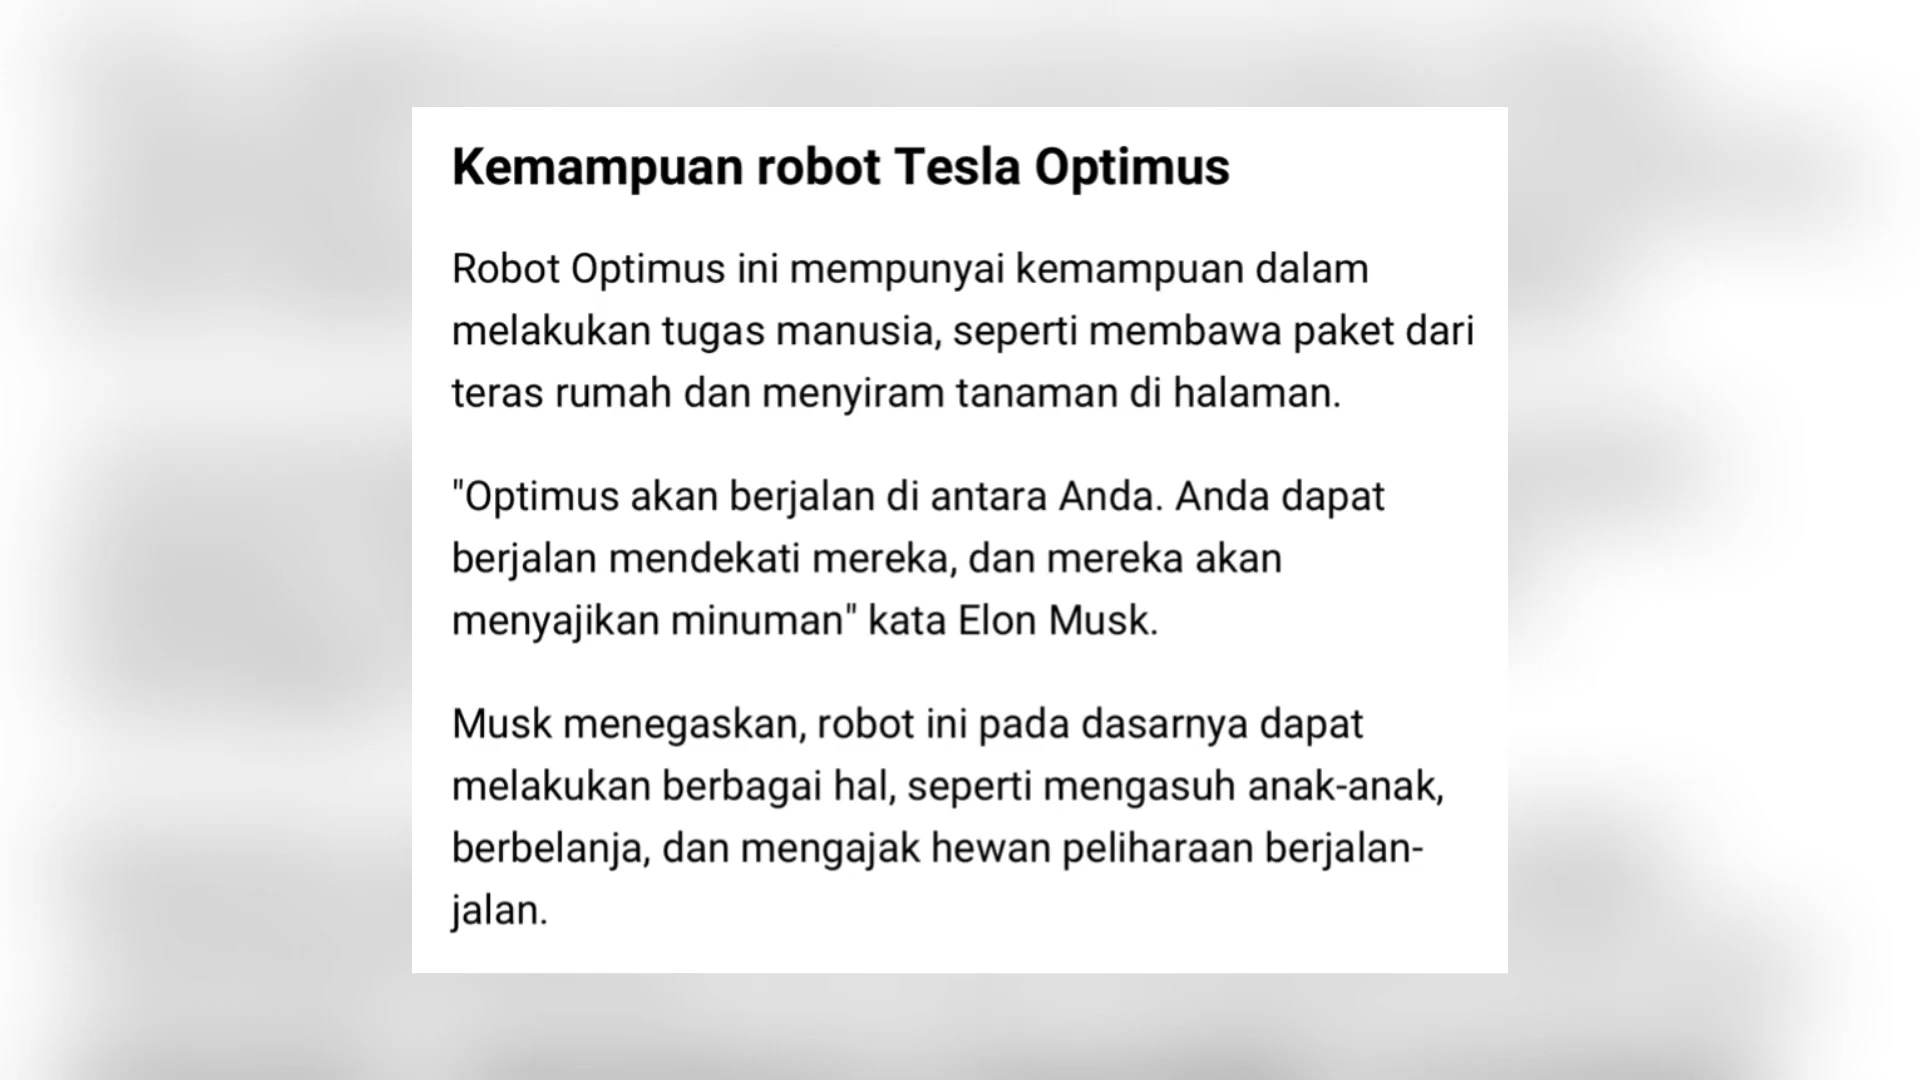 Kemampuan robot Tesla Optimus
Robot Optimus ini mempunyai kemampuan dalam
melakukan tugas manusia, seperti membawa paket dari
teras rumah dan menyiram tanaman di halaman.
"Optimus akan berjalan di antara Anda. Anda dapat
berjalan mendekati mereka, dan mereka akan
menyajikan minuman" kata Elon Musk.
Musk menegaskan, robot ini pada dasarnya dapat
melakukan berbagai hal, seperti mengasuh anak-anak,
berbelanja, dan mengajak hewan peliharaan berjalan-
jalan.